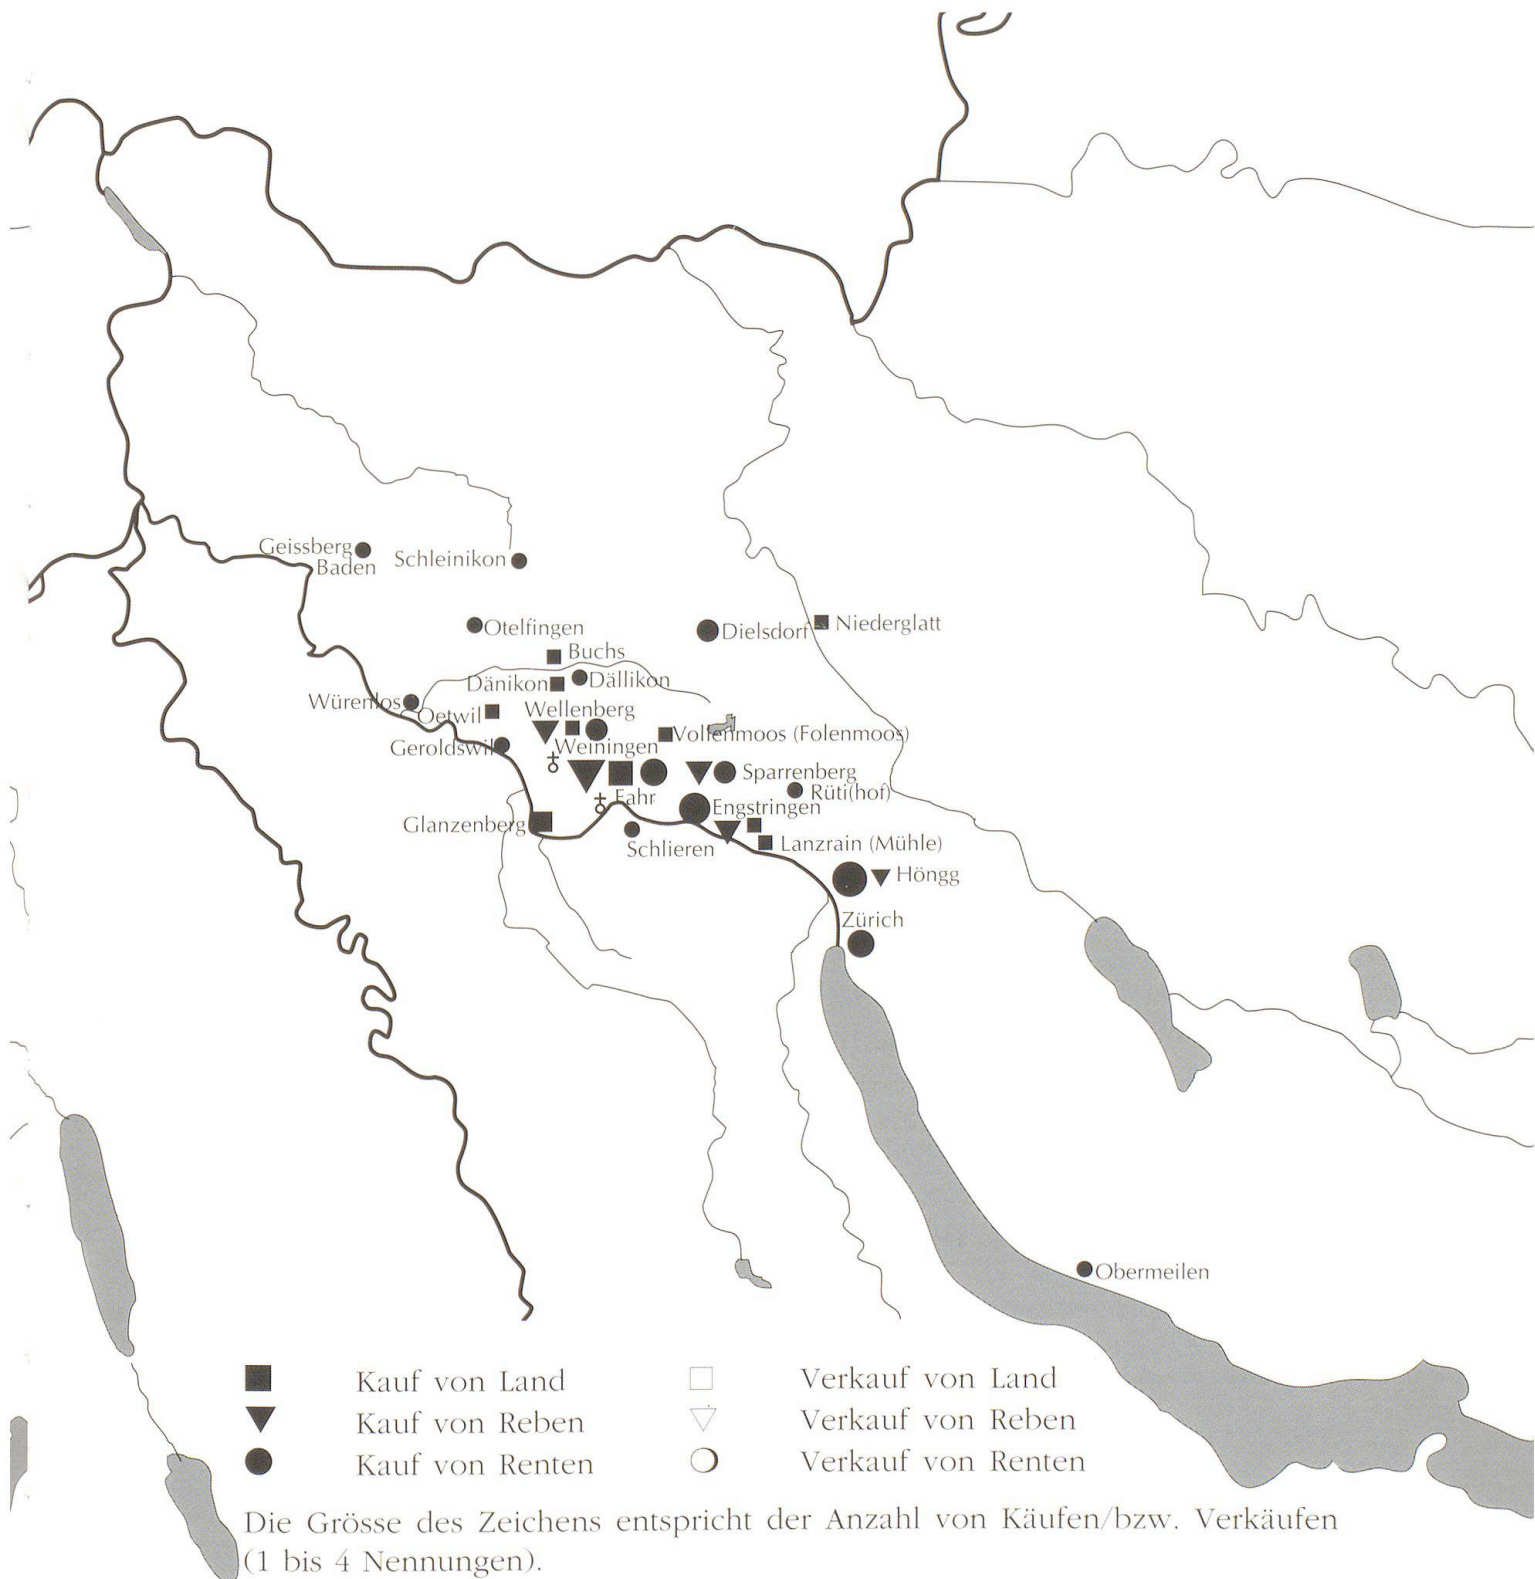 Geissberg
Baden
Schleinikon
Otelfingen
Dielsdorf
Niederglatt
Buchs
Dänikon
Dällikon
Würenlos
Oetwil
Wellenberg
Geroldswil
Weiningen
Vollenmoos (Folenmoos)
Sparrenberg
Rüti(hof)
Fahr
Engstringen
Glanzenberg
Schlieren
Lanzrain (Mühle)
Höngg
Zürich
Obermeilen
Kauf von Land
Verkauf von Land
Kauf von Reben
Verkauf von Reben
Kauf von Renten
Verkauf von Renten
Die Grösse des Zeichens entspricht der Anzahl von Käufen/bzw. Verkäufen
(1 bis 4 Nennungen).